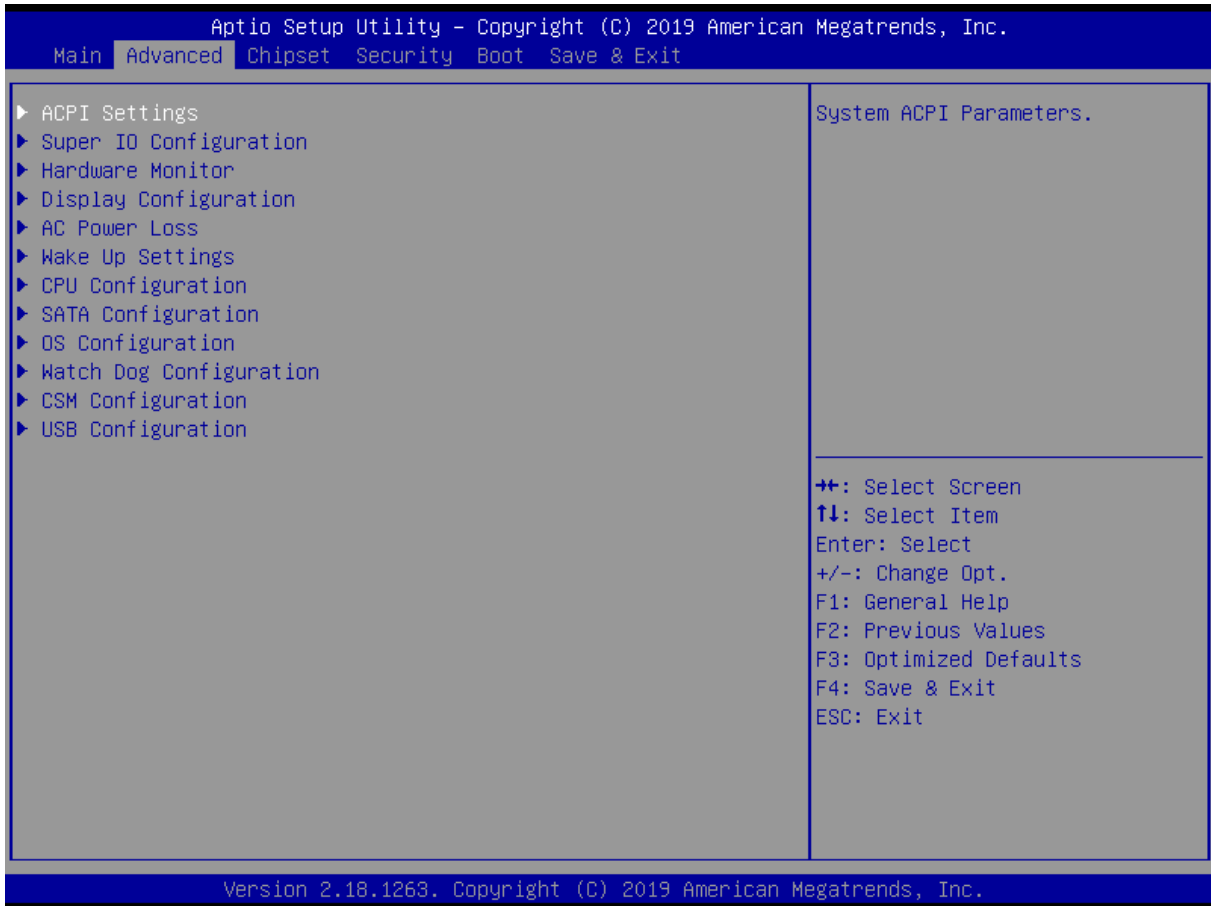 Aptio Setup Utility – Copyright (C) 2019 American Megatrends, Inc.
Main Advanced Chipset Security Boot Save & Exit
► ACPI Settings
► Super IO Configuration
► Hardware Monitor
► Display Configuration
► AC Power Loss
► Wake Up Settings
► CPU Configuration
► SATA Configuration
► OS Configuration
► Watch Dog Configuration
► CSM Configuration
► USB Configuration
System ACPI Parameters.
→←: Select Screen
↑↓: Select Item
Enter: Select
+/-: Change Opt.
F1: General Help
F2: Previous Values
F3: Optimized Defaults
F4: Save & Exit
ESC: Exit
Version 2.18.1263. Copyright (C) 2019 American Megatrends, Inc.